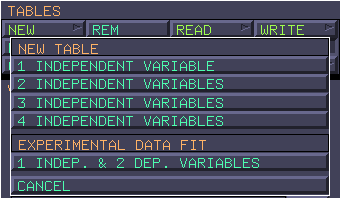 TABLES
NEW REM READ WRITE
NEW TABLE
1 INDEPENDENT VARIABLE
2 INDEPENDENT VARIABLES
3 INDEPENDENT VARIABLES
4 INDEPENDENT VARIABLES
EXPERIMENTAL DATA FIT
1 INDEP. & 2 DEP. VARIABLES
CANCEL